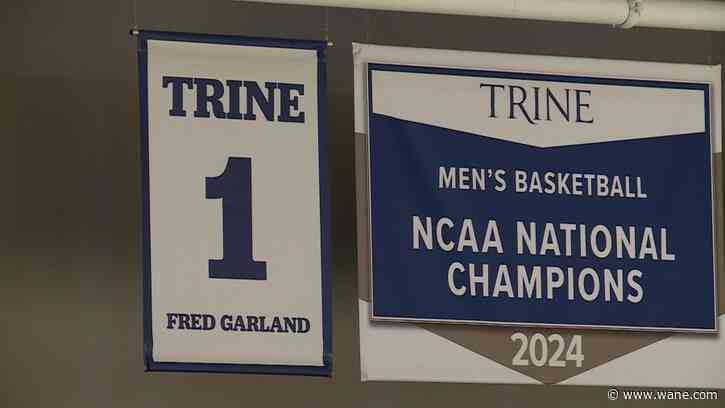 TRINE
1
FRED GARLAND
TRINE
MEN'S BASKETBALL
NCAA NATIONAL
CHAMPIONS
2024
© www.wane.com